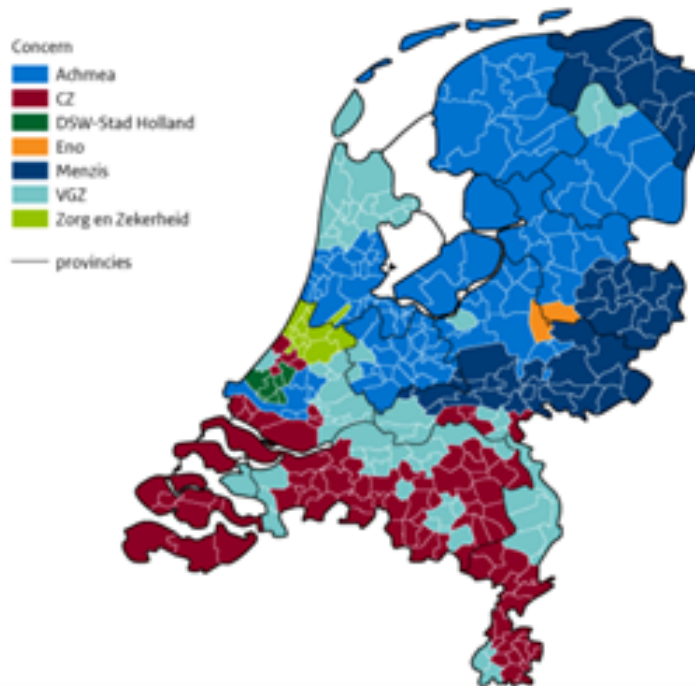 Concern
Achmea
CZ
DSW-Stad Holland
Eno
Menzis
VGZ
Zorg en Zekerheid
provincies